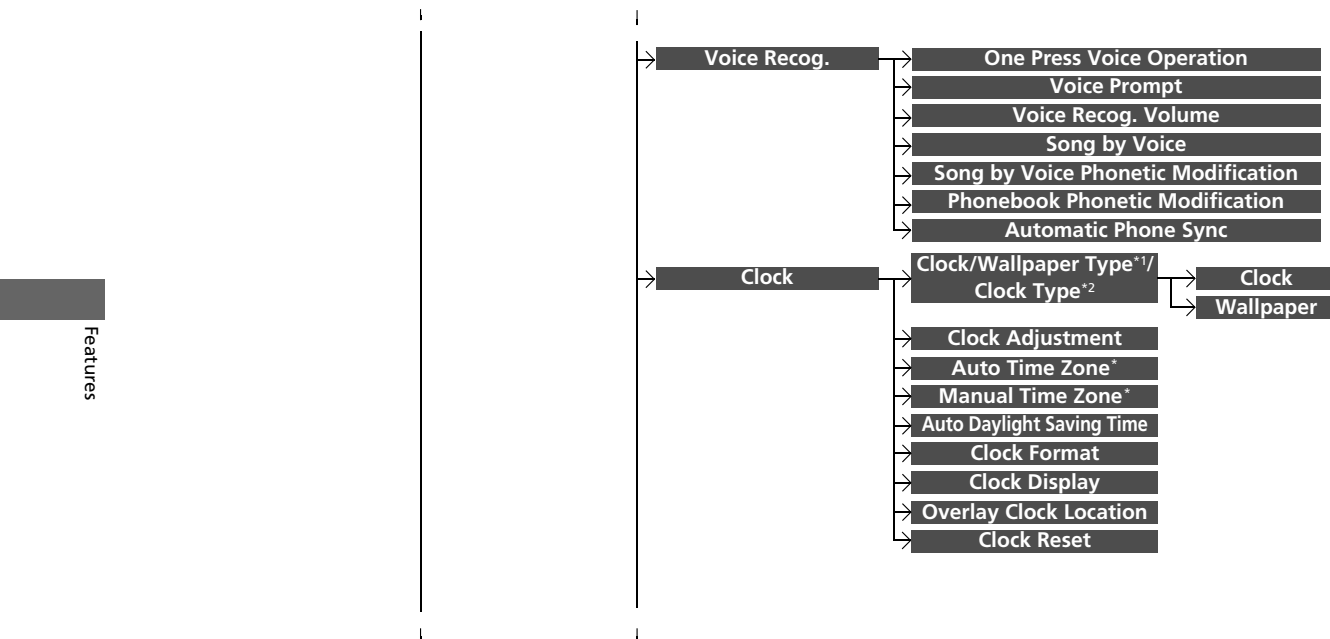 Voice Recog.
One Press Voice Operation
Voice Prompt
Voice Recog. Volume
Song by Voice
Song by Voice Phonetic Modification
Phonebook Phonetic Modification
Automatic Phone Sync
Clock
Clock/Wallpaper Type*1/
Clock Type*2
Clock
Wallpaper
Clock Adjustment
Auto Time Zone*
Manual Time Zone*
Auto Daylight Saving Time
Clock Format
Clock Display
Overlay Clock Location
Clock Reset
Features